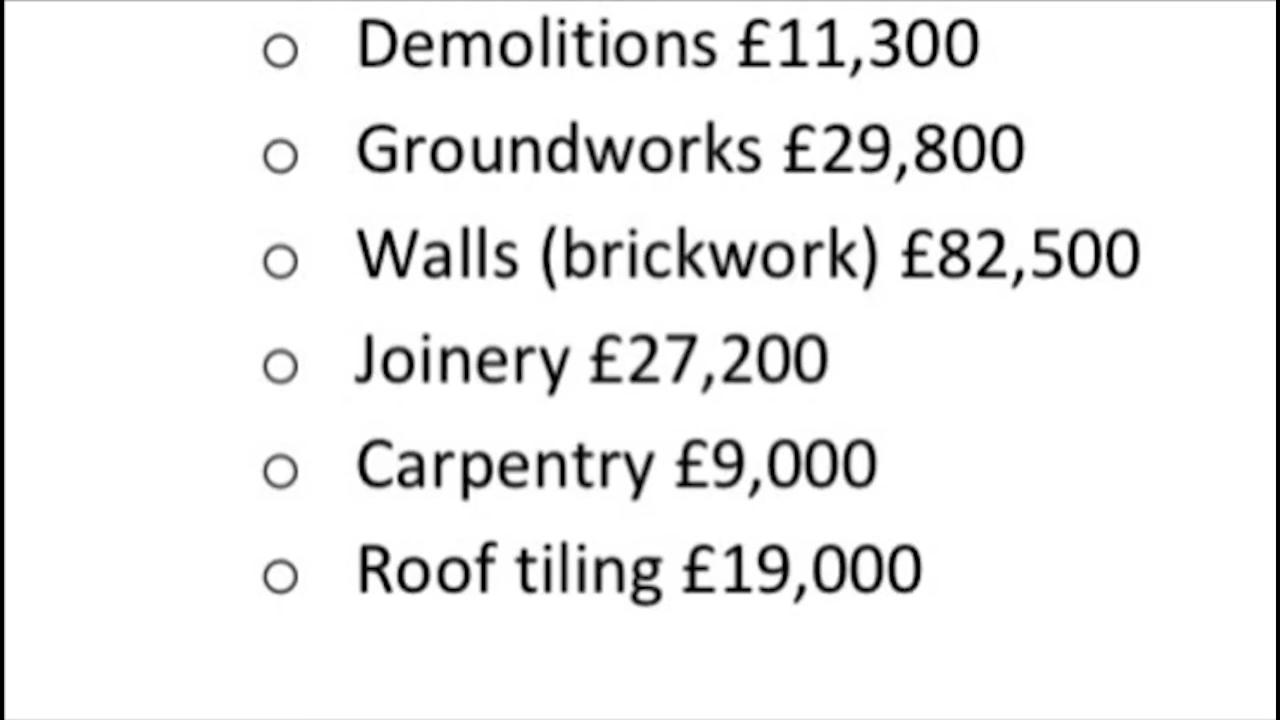 ○ Demolitions £11,300
○ Groundworks £29,800
○ Walls (brickwork) £82,500
○ Joinery £27,200
○ Carpentry £9,000
○ Roof tiling £19,000